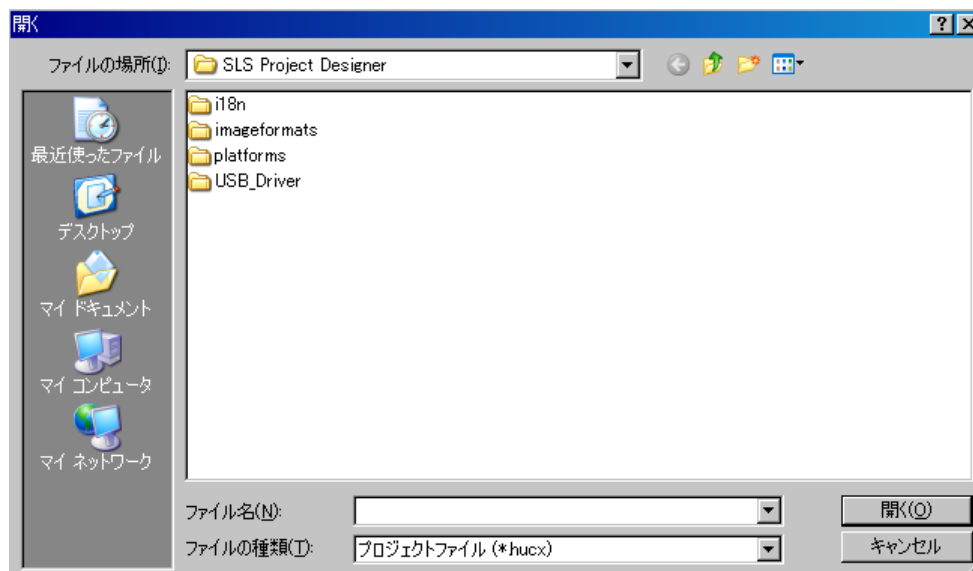 開く
ファイルの場所(I):
SLS Project Designer
i18n
imageformats
platforms
USB_Driver
最近使ったファイル
デスクトップ
マイ ドキュメント
マイ コンピュータ
マイ ネットワーク
ファイル名(N):
開く(O)
ファイルの種類(T):
プロジェクトファイル (*hucx)
キャンセル